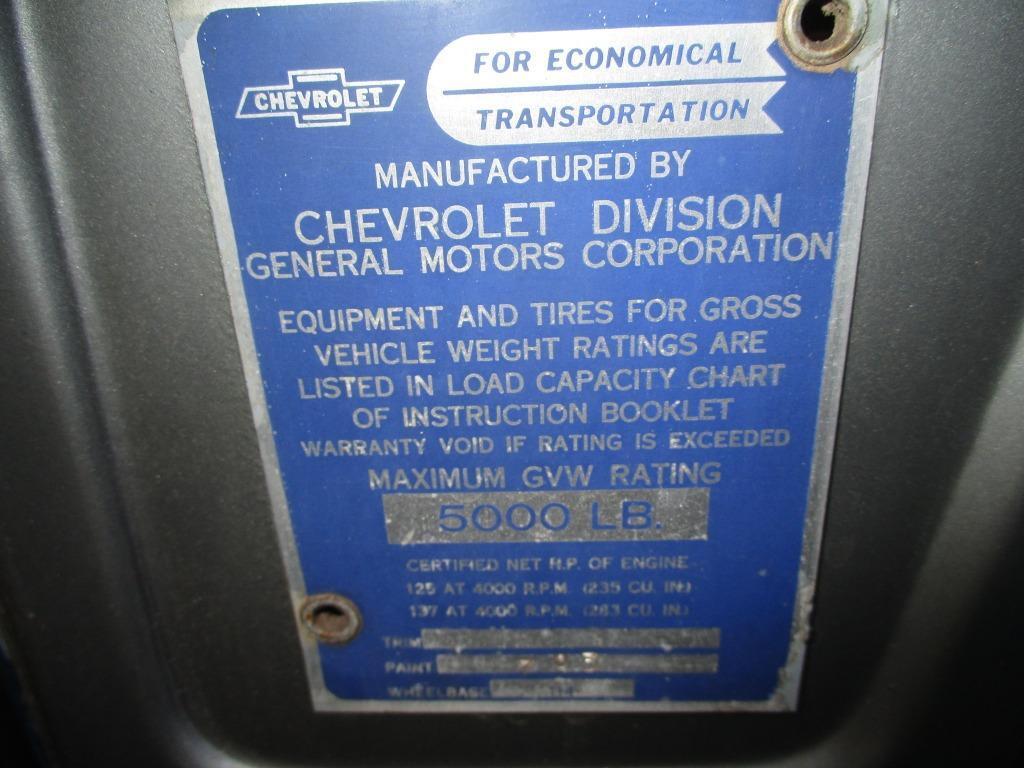 CHEVROLET
FOR ECONOMICAL
TRANSPORTATION
MANUFACTURED BY
CHEVROLET DIVISION
GENERAL MOTORS CORPORATION
EQUIPMENT AND TIRES FOR GROSS
VEHICLE WEIGHT RATINGS ARE
LISTED IN LOAD CAPACITY CHART
OF INSTRUCTION BOOKLET
WARRANTY VOID IF RATING IS EXCEEDED
MAXIMUM GVW RATING
5000 LB.
CERTIFIED NET H.P. OF ENGINE
125 AT 4000 R.P.M. (235 CU. IN.)
137 AT 4000 R.P.M. (283 CU. IN.)
TRIM
PAINT
WHEELBASE